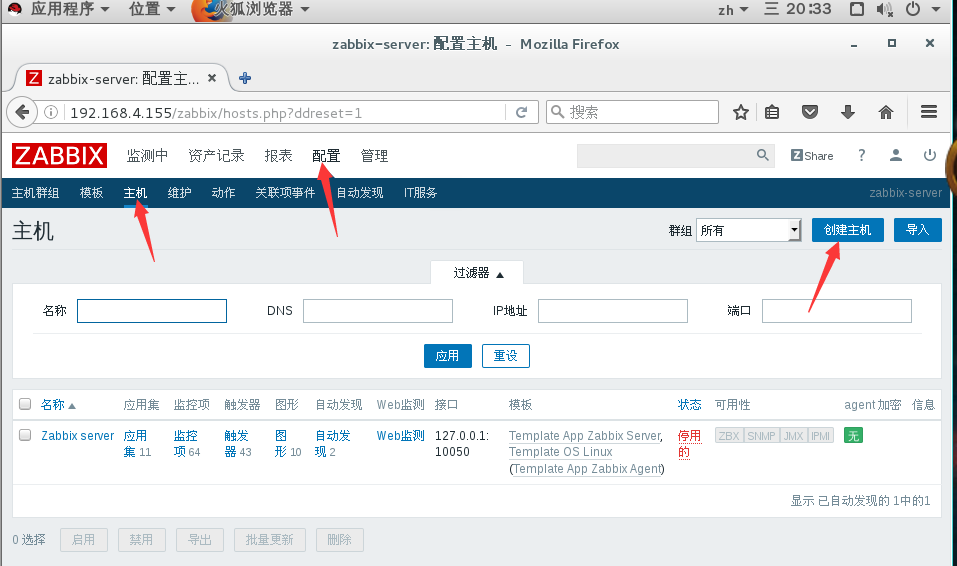 应用程序 位置 火狐浏览器 zh 三 20:33
zabbix-server: 配置主机 - Mozilla Firefox
Z zabbix-server: 配置主...
192.168.4.155/zabbix/hosts.php?ddreset=1 搜索
ZABBIX 监测中 资产记录 报表 配置 管理 Z Share ?
主机群组 模板 主机 维护 动作 关联项事件 自动发现 IT服务 zabbix-server
主机 群组 所有 创建主机 导入
过滤器
名称 DNS IP地址 端口
应用 重设
名称 应用集 监控项 触发器 图形 自动发现 Web监测 接口 模板 状态 可用性 agent 加密 信息
Zabbix server 应用 监控 触发 图 自动发 Web监测 127.0.0.1: Template App Zabbix Server, 停用 ZBX SNMP JMX IPMI 无
集 11 项 64 器 43 形 10 现 2 10050 Template OS Linux 的
(Template App Zabbix Agent)
显示 已自动发现的 1中的1
0 选择 启用 禁用 导出 批量更新 删除